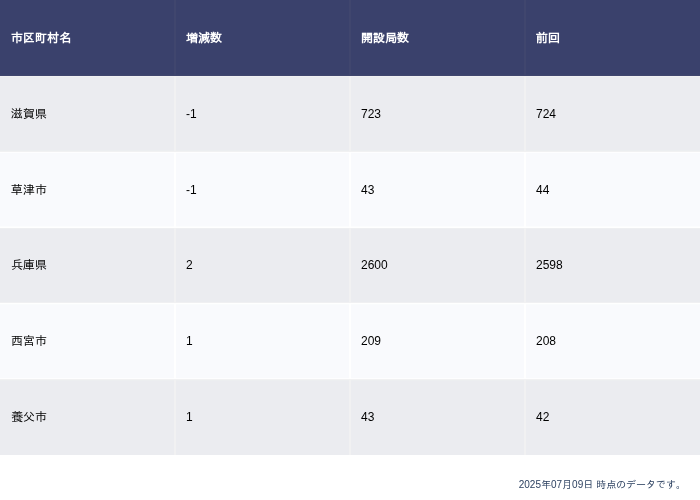 市区町村名 増減数 開設局数 前回
滋賀県 -1 723 724
草津市 -1 43 44
兵庫県 2 2600 2598
西宮市 1 209 208
養父市 1 43 42
2025年07月09日 時点のデータです。